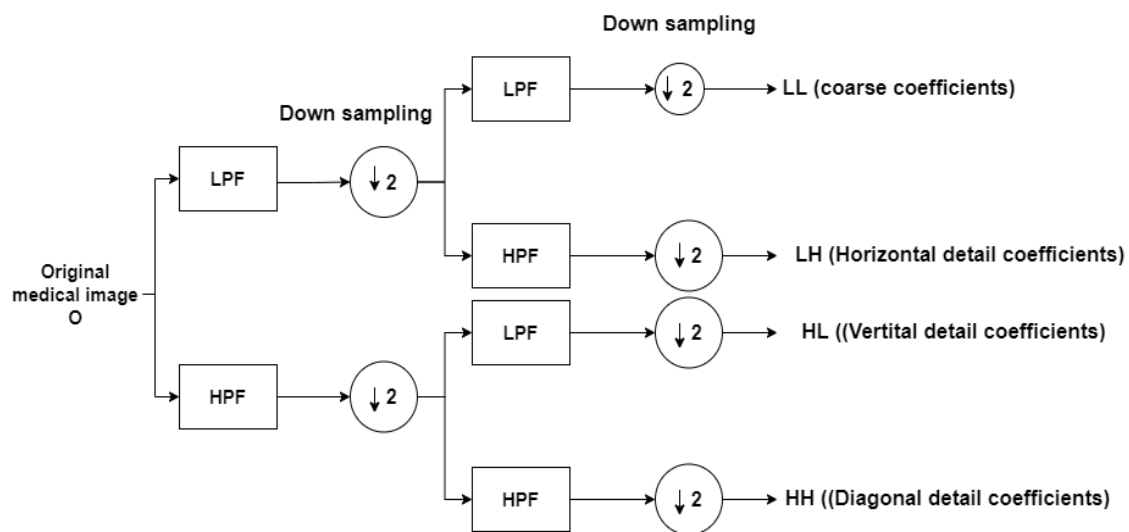 Down sampling
LPF
↓ 2
LL (coarse coefficients)
Down sampling
LPF
↓ 2
HPF
↓ 2
LH (Horizontal detail coefficients)
Original
medical image
O
LPF
↓ 2
HL ((Vertital detail coefficients)
HPF
↓ 2
HPF
↓ 2
HH ((Diagonal detail coefficients)